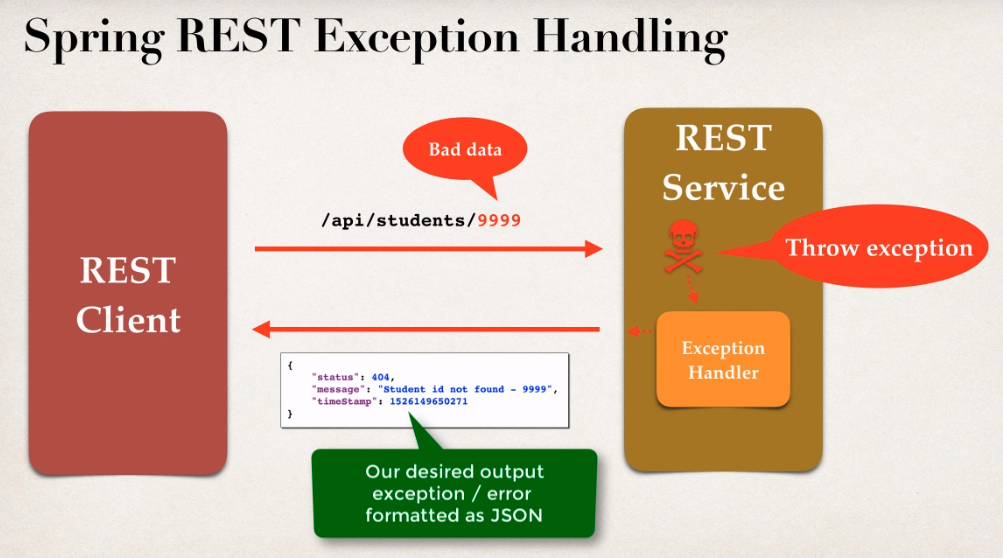 Spring REST Exception Handling
REST
Client
Bad data
/api/students/9999
REST
Service
Throw exception
Exception
Handler
{
"status": 404,
"message": "Student id not found - 9999",
"timeStamp": 1526149650271
}
Our desired output
exception / error
formatted as JSON